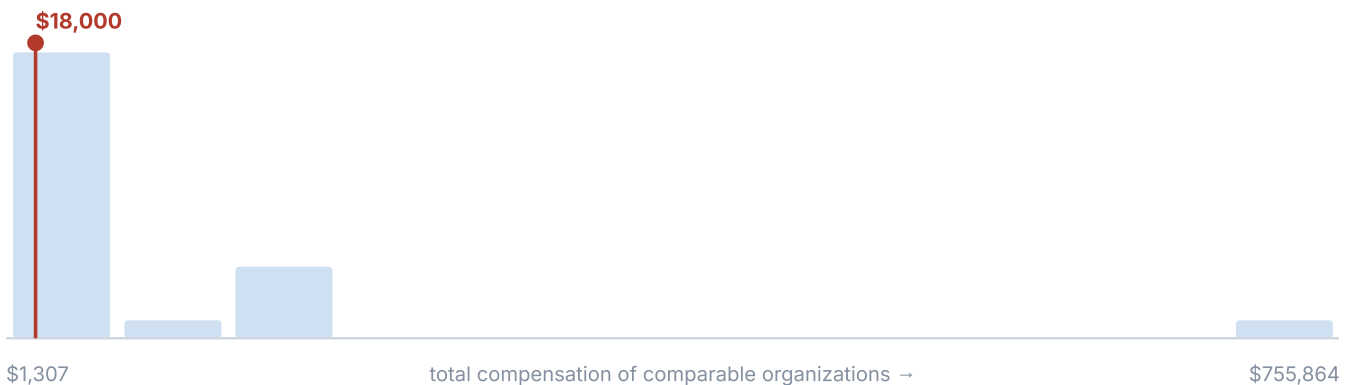 $18,000
$1,307 total compensation of comparable organizations → $755,864